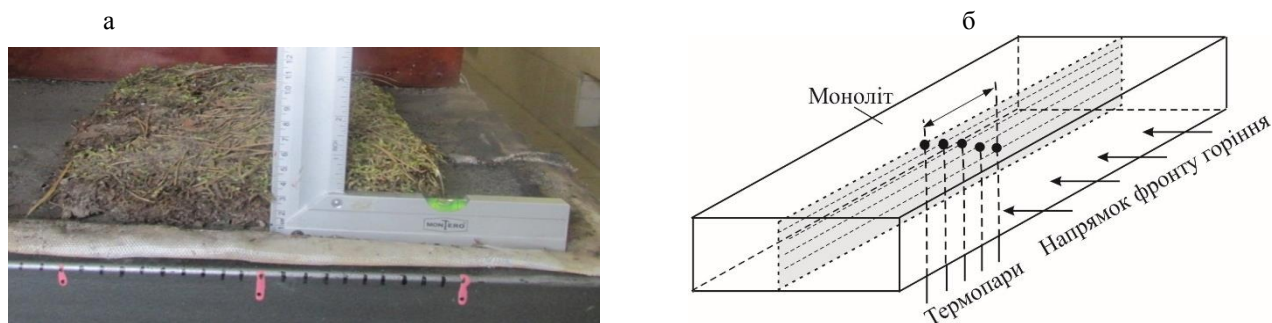 а
б
Моноліт
Напрямок фронту горіння
Термопари
MONTERO